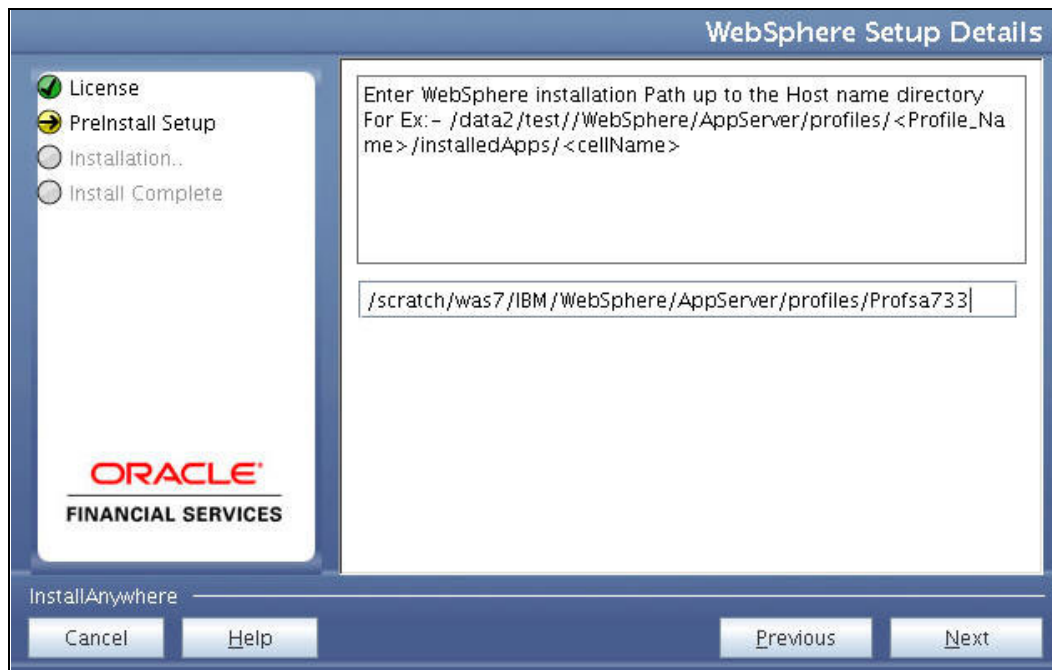 WebSphere Setup Details
License
PreInstall Setup
Installation..
Install Complete
Enter WebSphere installation Path up to the Host name directory
For Ex:- /data2/test//WebSphere/AppServer/profiles/<Profile_Na
me>/installedApps/<cellName>
/scratch/was7/IBM/WebSphere/AppServer/profiles/Profsa733
ORACLE
FINANCIAL SERVICES
InstallAnywhere
Cancel Help Previous Next